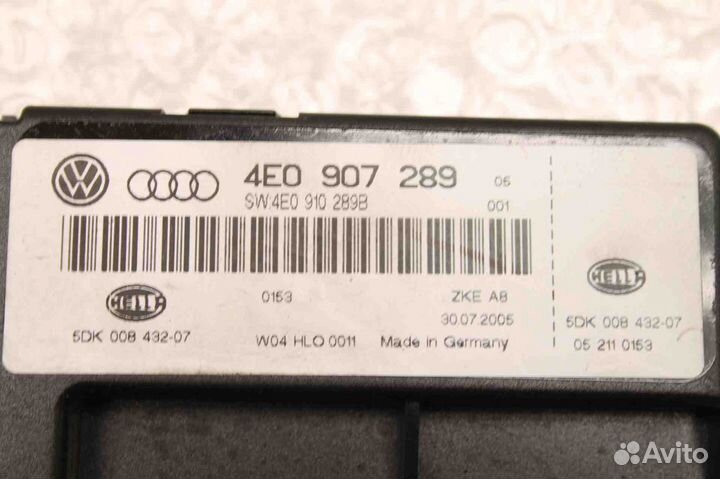 4E0 907 289 05
SW:4E0 910 289B 001
HELLA
0153 ZKE A8
30.07.2005
5DK 008 432-07 W04 HLO 0011 Made in Germany
HELLA
5DK 008 432-07
05 211 0153
Avito